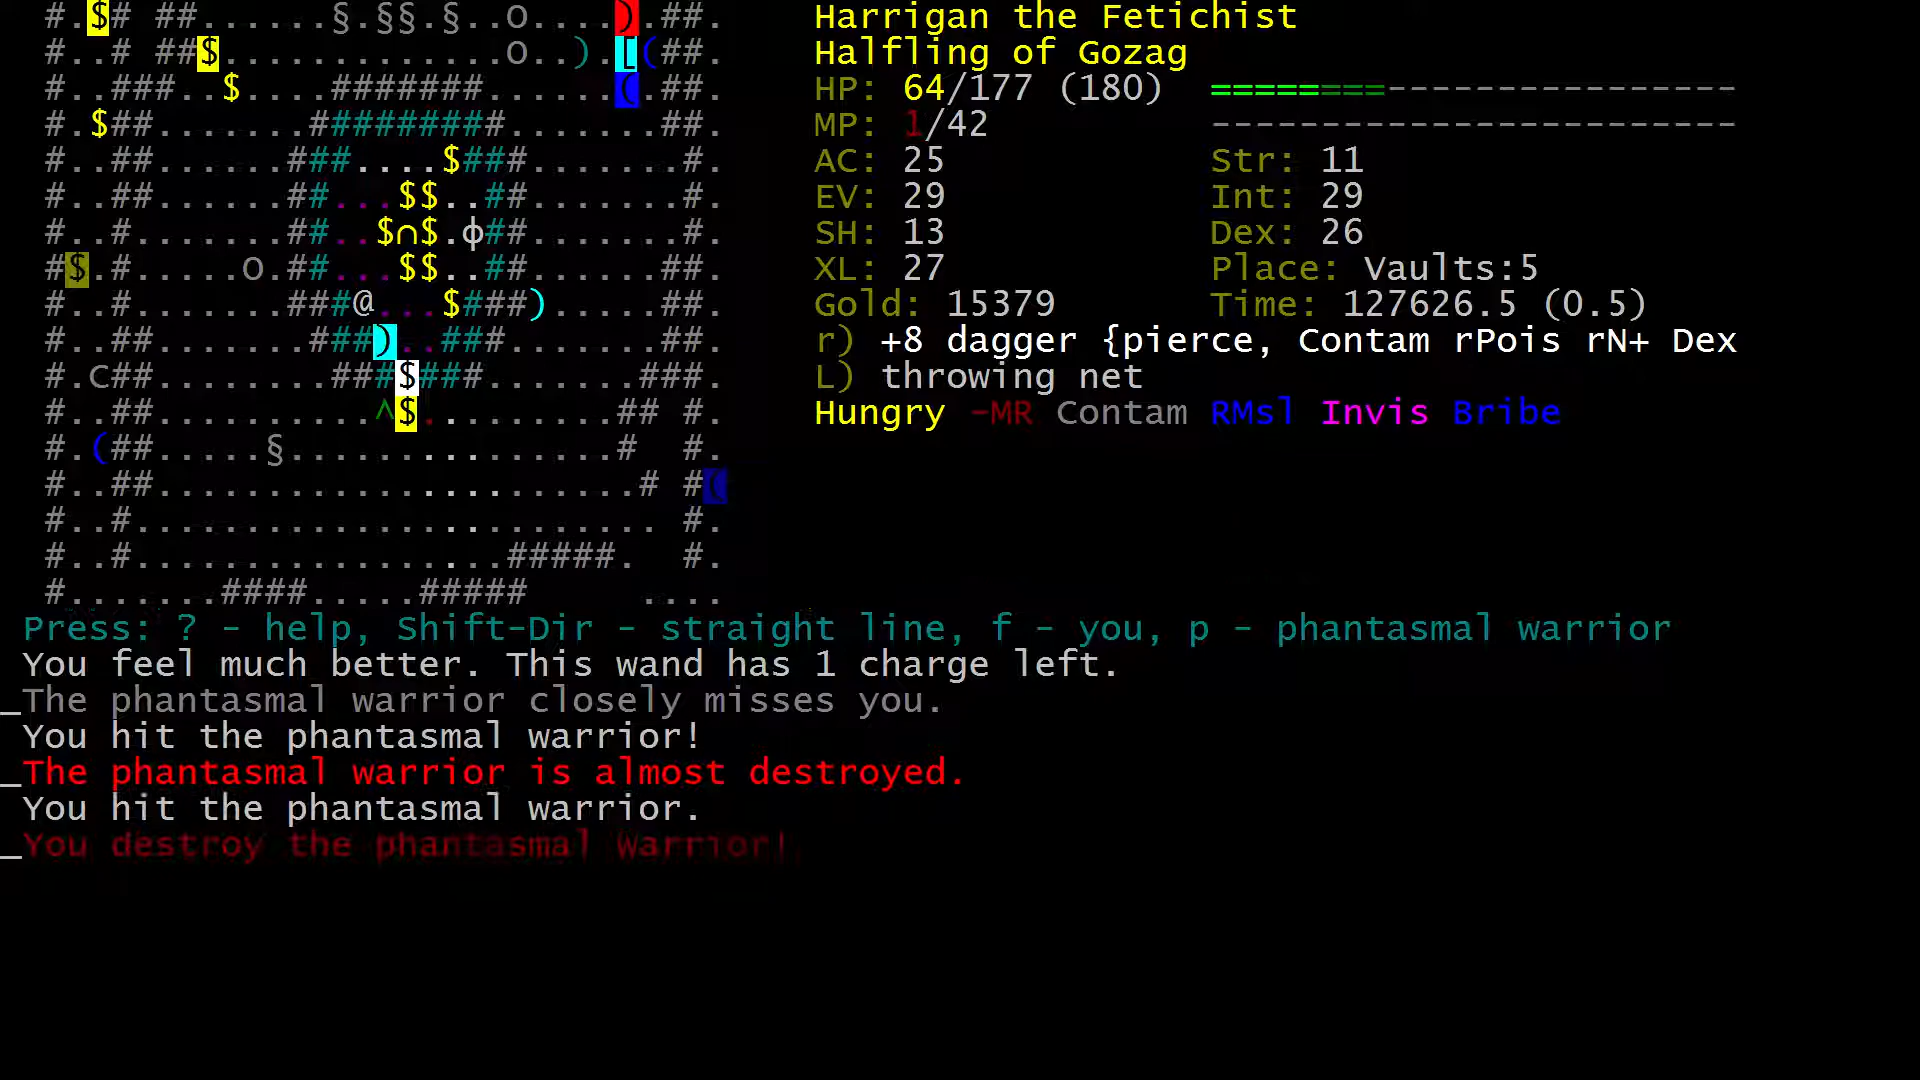 #.$# ##......§.§§.§..o....).##.
#..# ##$.............o..).[(##.
#..###..$....#######......(.##.
#.$##.......#########.......##.
#..##......###....$###.......#.
#..##......##...$$..##.......#.
#..#.......##..$∩$.φ##.......#.
#$.#.....o.##...$$..##......##.
#..#.......###@...$####)....##.
#..##.......###)..###.......##.
#.c##........###$###.......###.
#..##..........^$.........## #.
#.(##.....§...............#  #.
#..##......................# #(
#..#........................ #.
#..#.................#####.  #.
#.......####.....#####     ....
Harrigan the Fetichist
Halfling of Gozag
HP: 64/177 (180) ========----------------
MP: 1/42 ------------------------
AC: 25 Str: 11
EV: 29 Int: 29
SH: 13 Dex: 26
XL: 27 Place: Vaults:5
Gold: 15379 Time: 127626.5 (0.5)
r) +8 dagger {pierce, Contam rPois rN+ Dex
L) throwing net
Hungry -MR Contam RMsl Invis Bribe
Press: ? - help, Shift-Dir - straight line, f - you, p - phantasmal warrior
You feel much better. This wand has 1 charge left.
_The phantasmal warrior closely misses you.
You hit the phantasmal warrior!
_The phantasmal warrior is almost destroyed.
You hit the phantasmal warrior.
_You destroy the phantasmal Warrior!